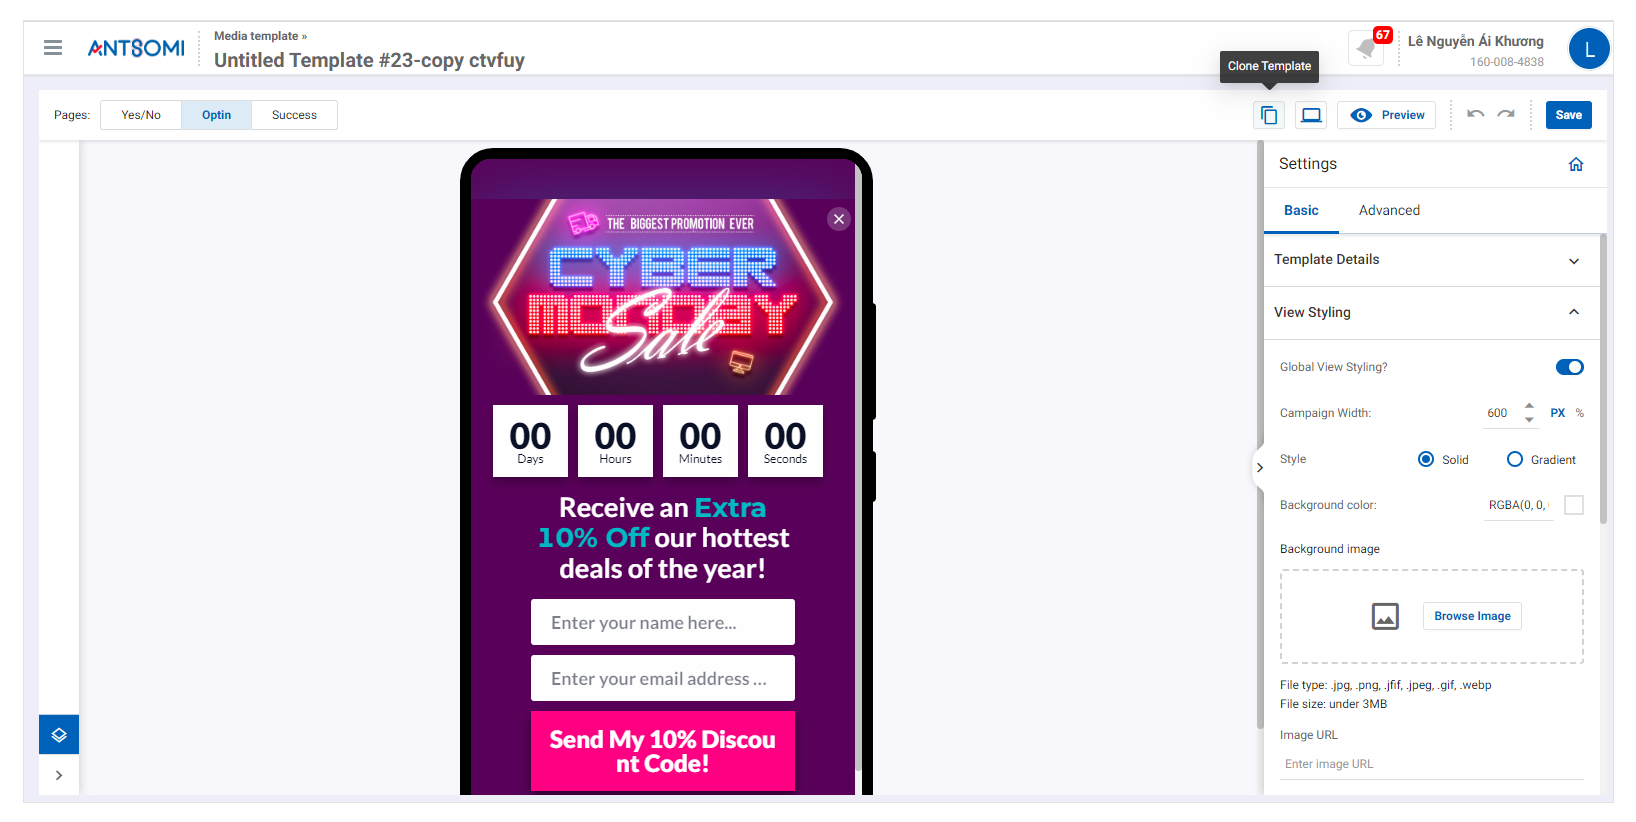 ANTSOMI
Media template »
Untitled Template #23-copy ctvfuy
67
Lê Nguyễn Ái Khương
160-008-4838
L
Clone Template
Pages:
Yes/No
Optin
Success
Preview
Save
THE BIGGEST PROMOTION EVER
CYBER
MONDAY
Sale
00
Days
00
Hours
00
Minutes
00
Seconds
Receive an Extra
10% Off our hottest
deals of the year!
Enter your name here...
Enter your email address ...
Send My 10% Discou
nt Code!
Settings
Basic
Advanced
Template Details
View Styling
Global View Styling?
Campaign Width:
600
PX
%
Style
Solid
Gradient
Background color:
RGBA(0, 0,
Background image
Browse Image
File type: .jpg, .png, .jfif, .jpeg, .gif, .webp
File size: under 3MB
Image URL
Enter image URL